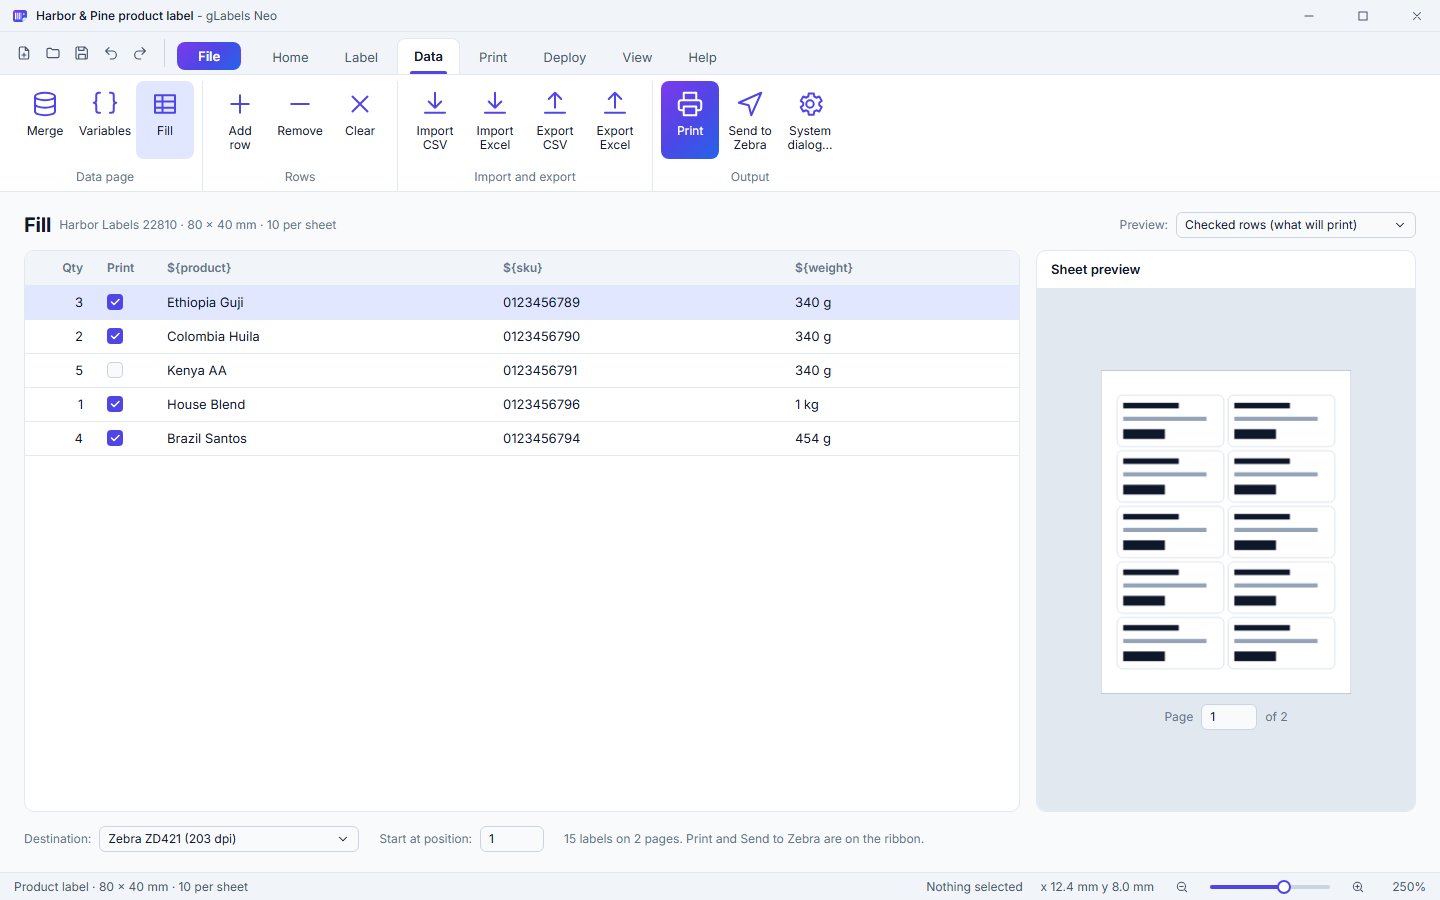 Harbor & Pine product label - gLabels Neo
File Home Label Data Print Deploy View Help
Merge Variables Fill Add row Remove Clear Import CSV Import Excel Export CSV Export Excel Print Send to Zebra System dialog...
Data page Rows Import and export Output
Fill Harbor Labels 22810 · 80 × 40 mm · 10 per sheet Preview: Checked rows (what will print)
Qty Print ${product} ${sku} ${weight}
3 Ethiopia Guji 0123456789 340 g
2 Colombia Huila 0123456790 340 g
5 Kenya AA 0123456791 340 g
1 House Blend 0123456796 1 kg
4 Brazil Santos 0123456794 454 g
Sheet preview
Page 1 of 2
Destination: Zebra ZD421 (203 dpi) Start at position: 1 15 labels on 2 pages. Print and Send to Zebra are on the ribbon.
Product label · 80 × 40 mm · 10 per sheet Nothing selected x 12.4 mm y 8.0 mm 250%